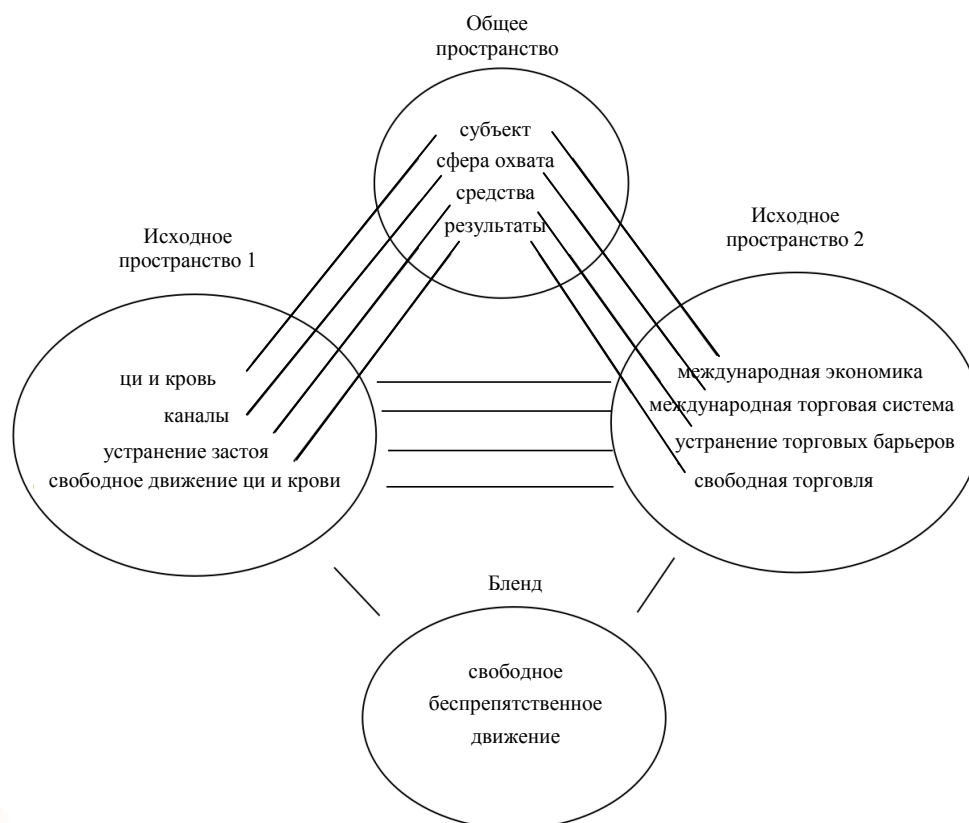 Общее
пространство
субъект
сфера охвата
средства
результаты
Исходное
пространство 1
ци и кровь
каналы
устранение застоя
свободное движение ци и крови
Исходное
пространство 2
международная экономика
международная торговая система
устранение торговых барьеров
свободная торговля
Бленд
свободное
беспрепятственное
движение